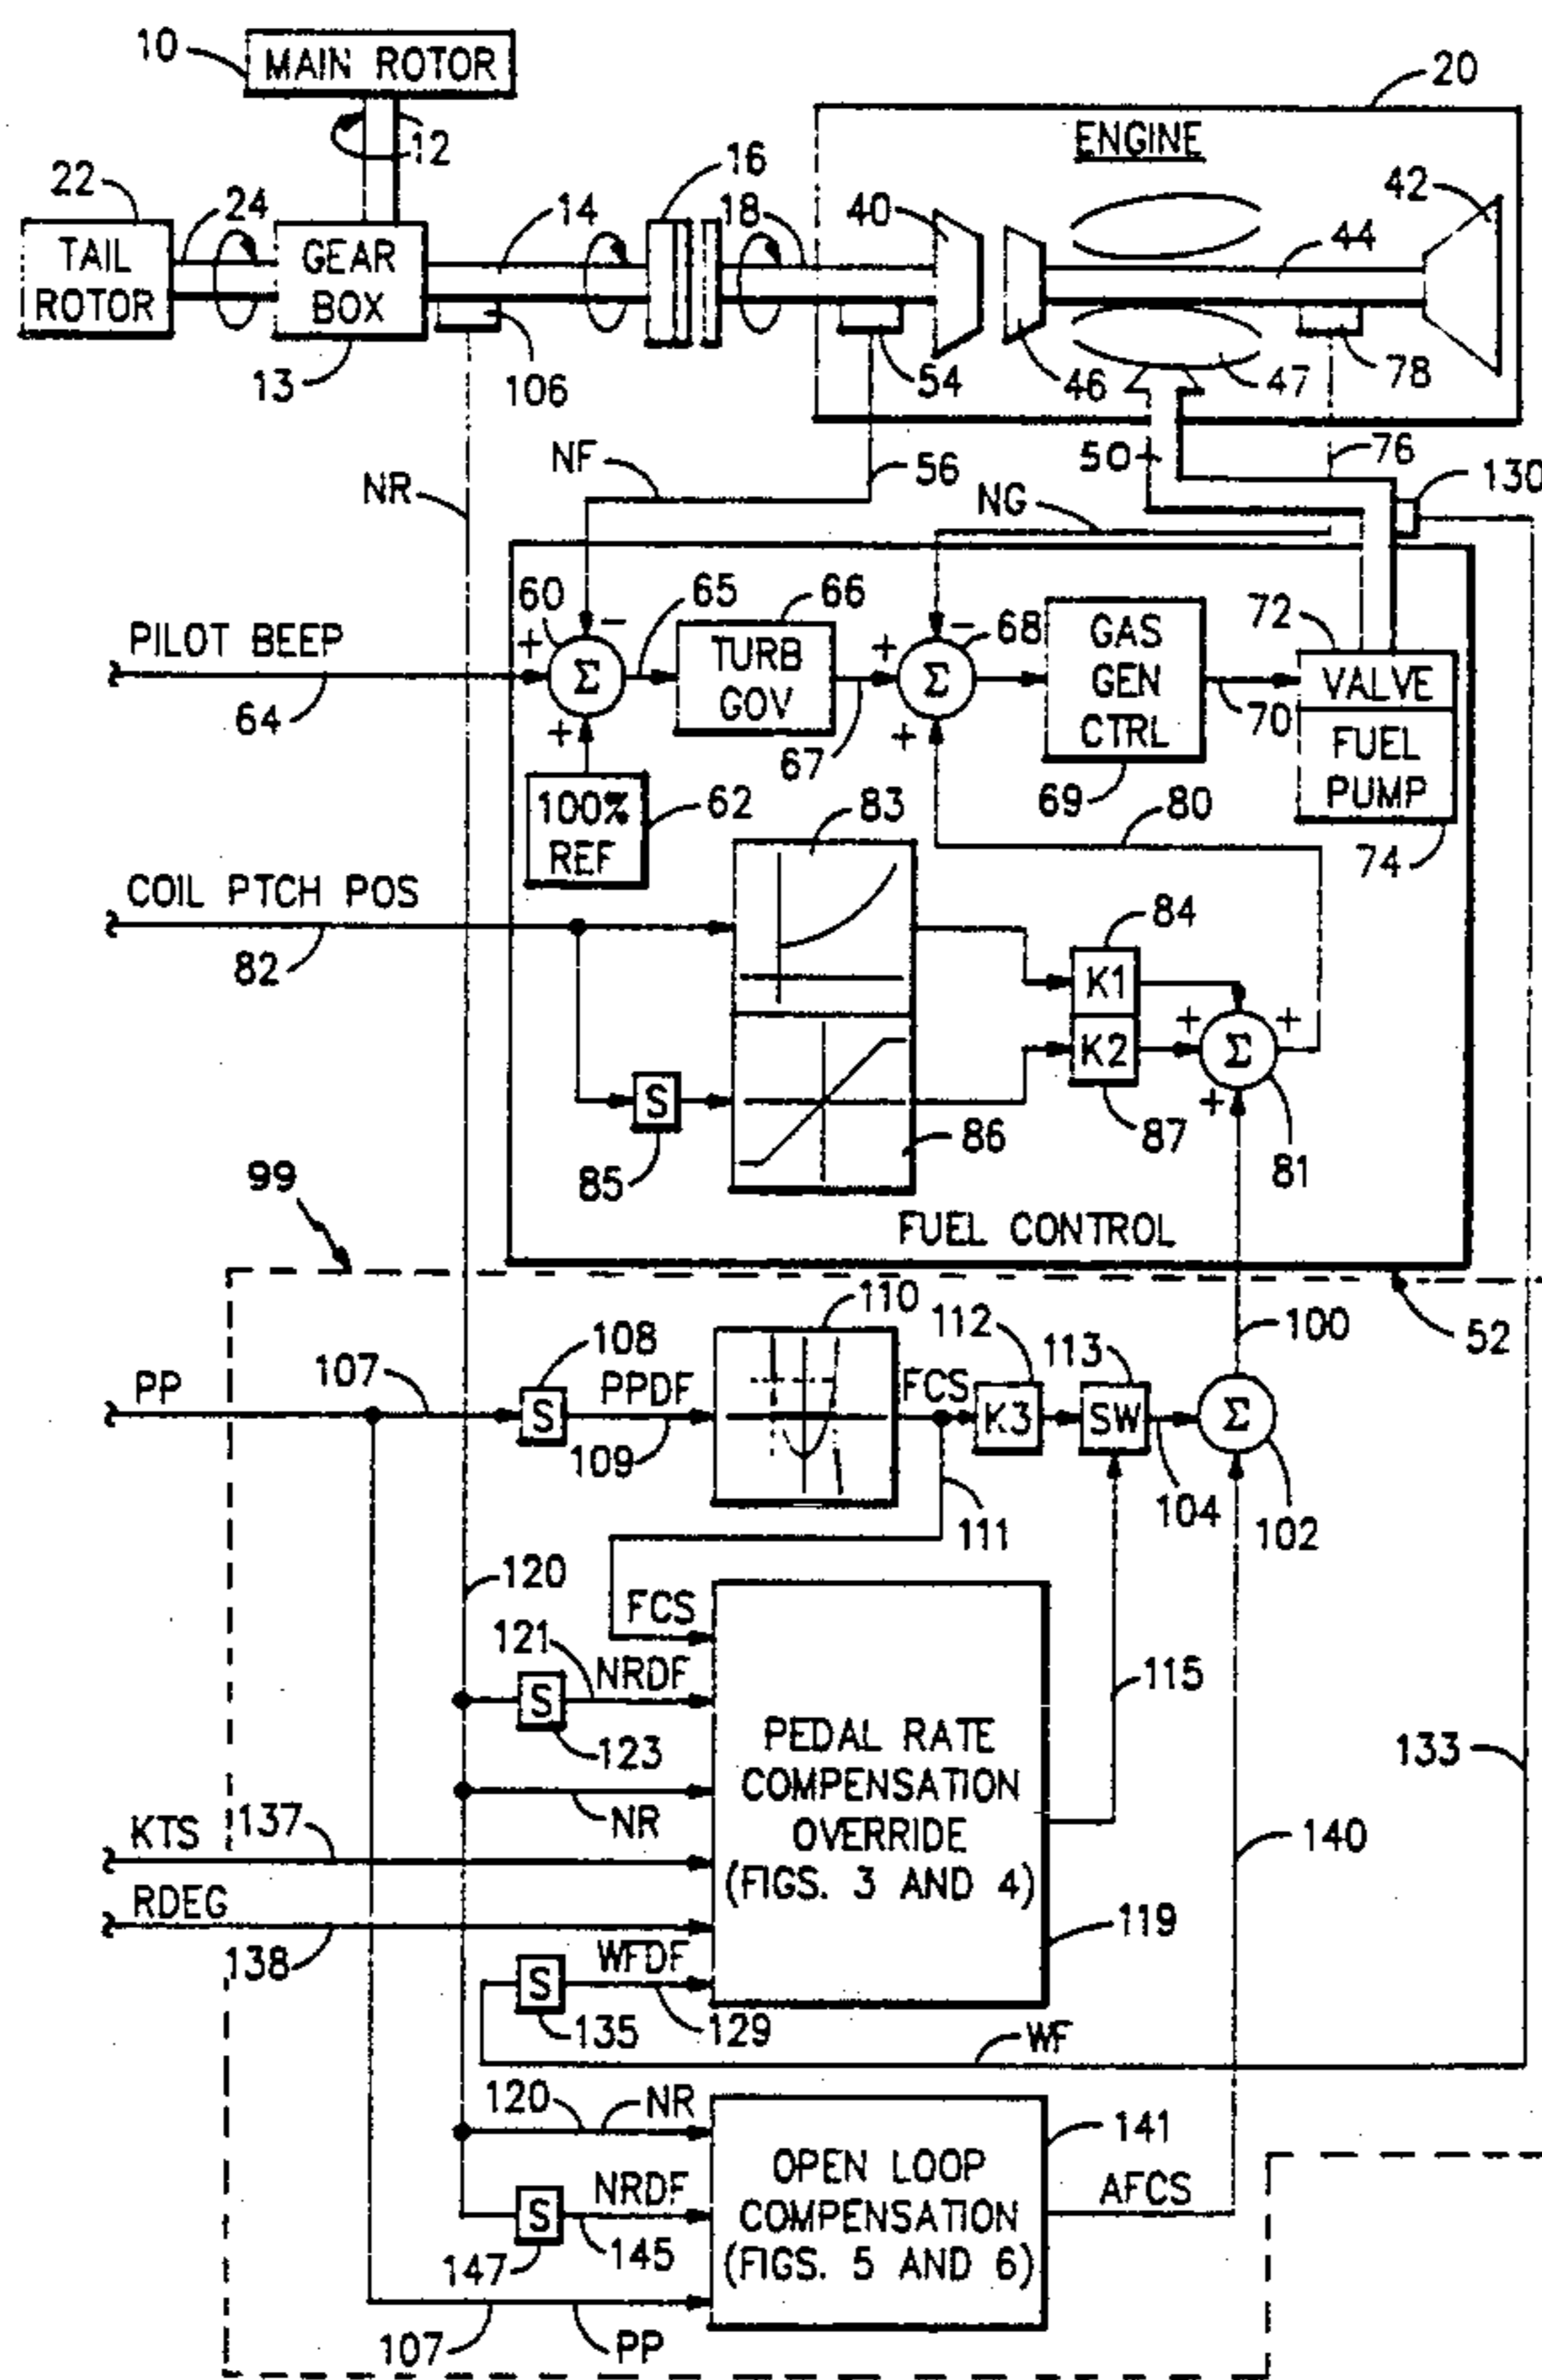 10
MAIN ROTOR
12
20
ENGINE
22
24
14
16
18
40
42
44
TAIL
ROTOR
GEAR
BOX
13
106
54
46
47
78
NR
NF
56
50
76
130
NG
60
65
66
68
72
PILOT BEEP
64
+
−
+
Σ
TURB
GOV
67
+
−
+
Σ
GAS
GEN
CTRL
69
70
VALVE
FUEL
PUMP
74
100%
REF
62
83
80
COIL PTCH POS
82
84
K1
K2
87
+
+
+
Σ
81
S
85
86
FUEL CONTROL
99
52
100
PP
107
108
S
PPDF
109
110
FCS
111
112
K3
113
SW
104
Σ
102
120
FCS
121
NRDF
S
123
NR
115
PEDAL RATE
COMPENSATION
OVERRIDE
(FIGS. 3 AND 4)
119
133
140
KTS
137
RDEG
138
WFDF
S
135
129
WF
120
NR
NRDF
S
147
145
OPEN LOOP
COMPENSATION
(FIGS. 5 AND 6)
141
AFCS
107
PP